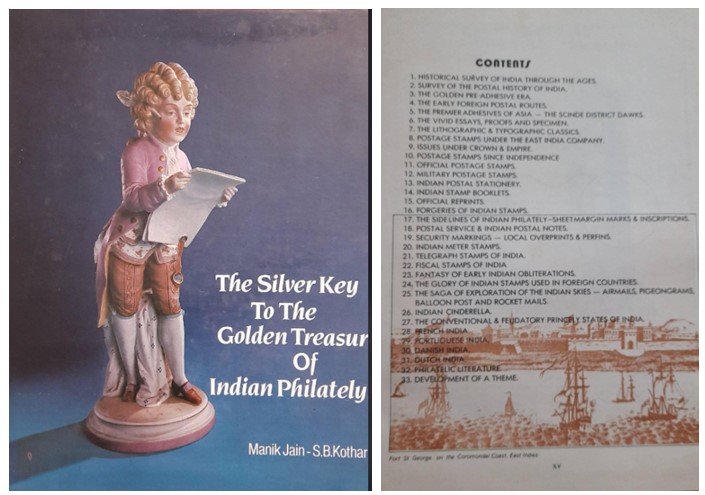 The Silver Key
To The
Golden Treasur
Of
Indian Philately
Manik Jain - S.B.Kothar
CONTENTS
1. HISTORICAL SURVEY OF INDIA THROUGH THE AGES.
2. SURVEY OF THE POSTAL HISTORY OF INDIA.
3. THE GOLDEN PRE-ADHESIVE ERA.
4. THE EARLY FOREIGN POSTAL ROUTES.
5. THE PREMIER ADHESIVES OF ASIA — THE SCINDE DISTRICT DAWKS.
6. THE VIVID ESSAYS, PROOFS AND SPECIMEN.
7. THE LITHOGRAPHIC & TYPOGRAPHIC CLASSICS.
8. POSTAGE STAMPS UNDER THE EAST INDIA COMPANY.
9. ISSUES UNDER CROWN & EMPIRE.
10. POSTAGE STAMPS SINCE INDEPENDENCE
11. OFFICIAL POSTAGE STAMPS.
12. MILITARY POSTAGE STAMPS.
13. INDIAN POSTAL STATIONERY.
14. INDIAN STAMP BOOKLETS.
15. OFFICIAL REPRINTS.
16. FORGERIES OF INDIAN STAMPS.
17. THE SIDELINES OF INDIAN PHILATELY-SHEETMARGIN MARKS & INSCRIPTIONS.
18. POSTAL SERVICE & INDIAN POSTAL NOTES.
19. SECURITY MARKINGS — LOCAL OVERPRINTS & PERFINS.
20. INDIAN METER STAMPS.
21. TELEGRAPH STAMPS OF INDIA.
22. FISCAL STAMPS OF INDIA.
23. FANTASY OF EARLY INDIAN OBLITERATIONS.
24. THE GLORY OF INDIAN STAMPS USED IN FOREIGN COUNTRIES.
25. THE SAGA OF EXPLORATION OF THE INDIAN SKIES — AIRMAILS, PIGEONGRAMS,
BALLOON POST AND ROCKET MAILS.
26. INDIAN CINDERELLA.
27. THE CONVENTIONAL & FEUDATORY PRINCELY STATES OF INDIA.
28. FRENCH INDIA
29. PORTUGUESE INDIA.
30. DANISH INDIA.
31. DUTCH INDIA
32. PHILATELIC LITERATURE
33. DEVELOPMENT OF A THEME.
Fort St George on the Coromandel Coast East Indies
XV